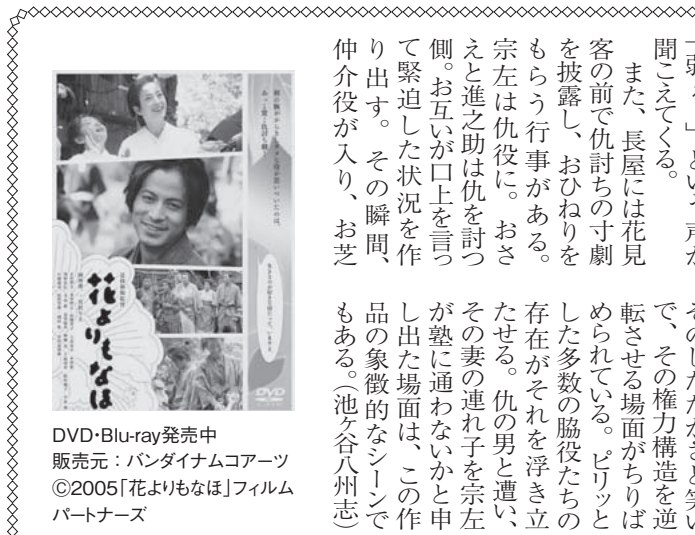 聞こえてくる。
また、長屋には花見
客の前で仇討ちの寸劇
を披露し、おひねりを
もらう行事がある。
宗左は仇役に。おさ
えと進之助は仇を討つ
側。お互いが口上を言っ
て緊迫した状況を作
り出す。その瞬間、
仲介役が入り、お芝
で、その権力構造を逆
転させる場面がちりば
められている。ピリッと
した多数の脇役たちの
存在がそれを浮き立
たせる。仇の男と遭い、
その妻の連れ子を宗左
が塾に通わないかと申
し出た場面は、この作
品の象徴的なシーンで
もある。(池ヶ谷八州志)
花よりもなほ
DVD
DVD・Blu-ray発売中
販売元：バンダイナムコアーツ
©2005「花よりもなほ」フィルム
パートナーズ